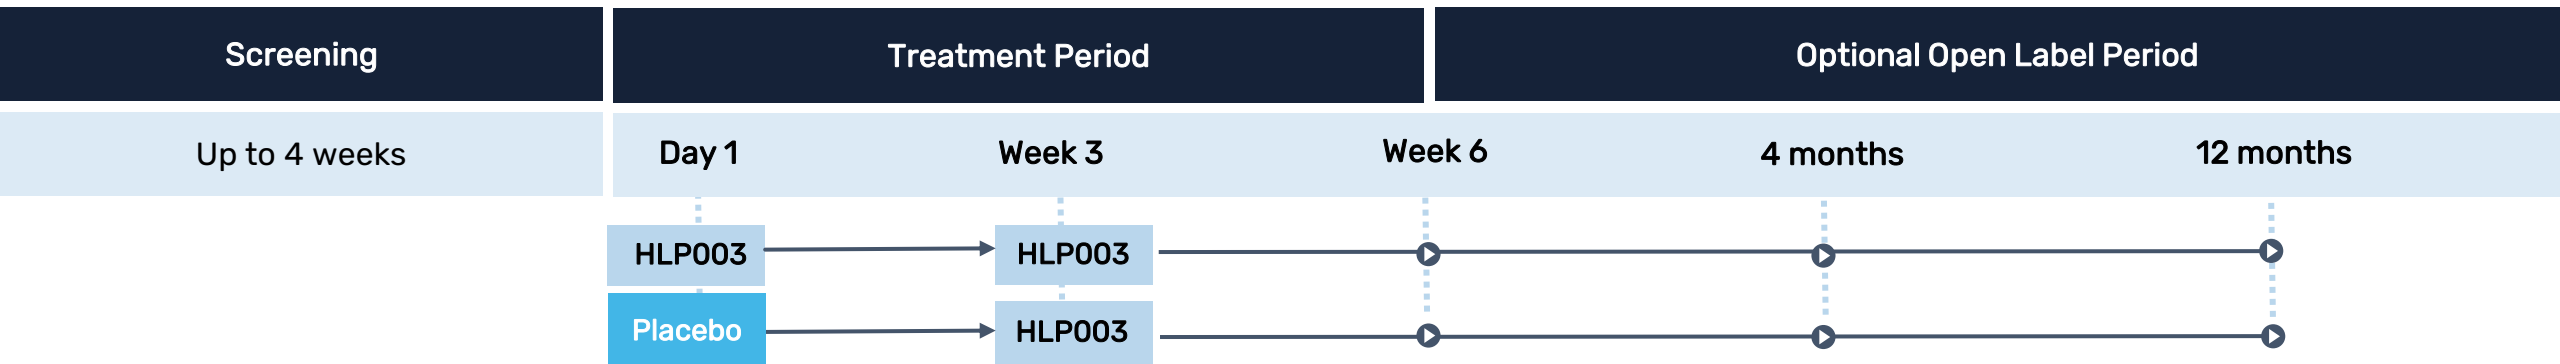 Screening
Treatment Period
Optional Open Label Period
Up to 4 weeks
Day 1
Week 3
Week 6
4 months
12 months
HLP003
HLP003
Placebo
HLP003